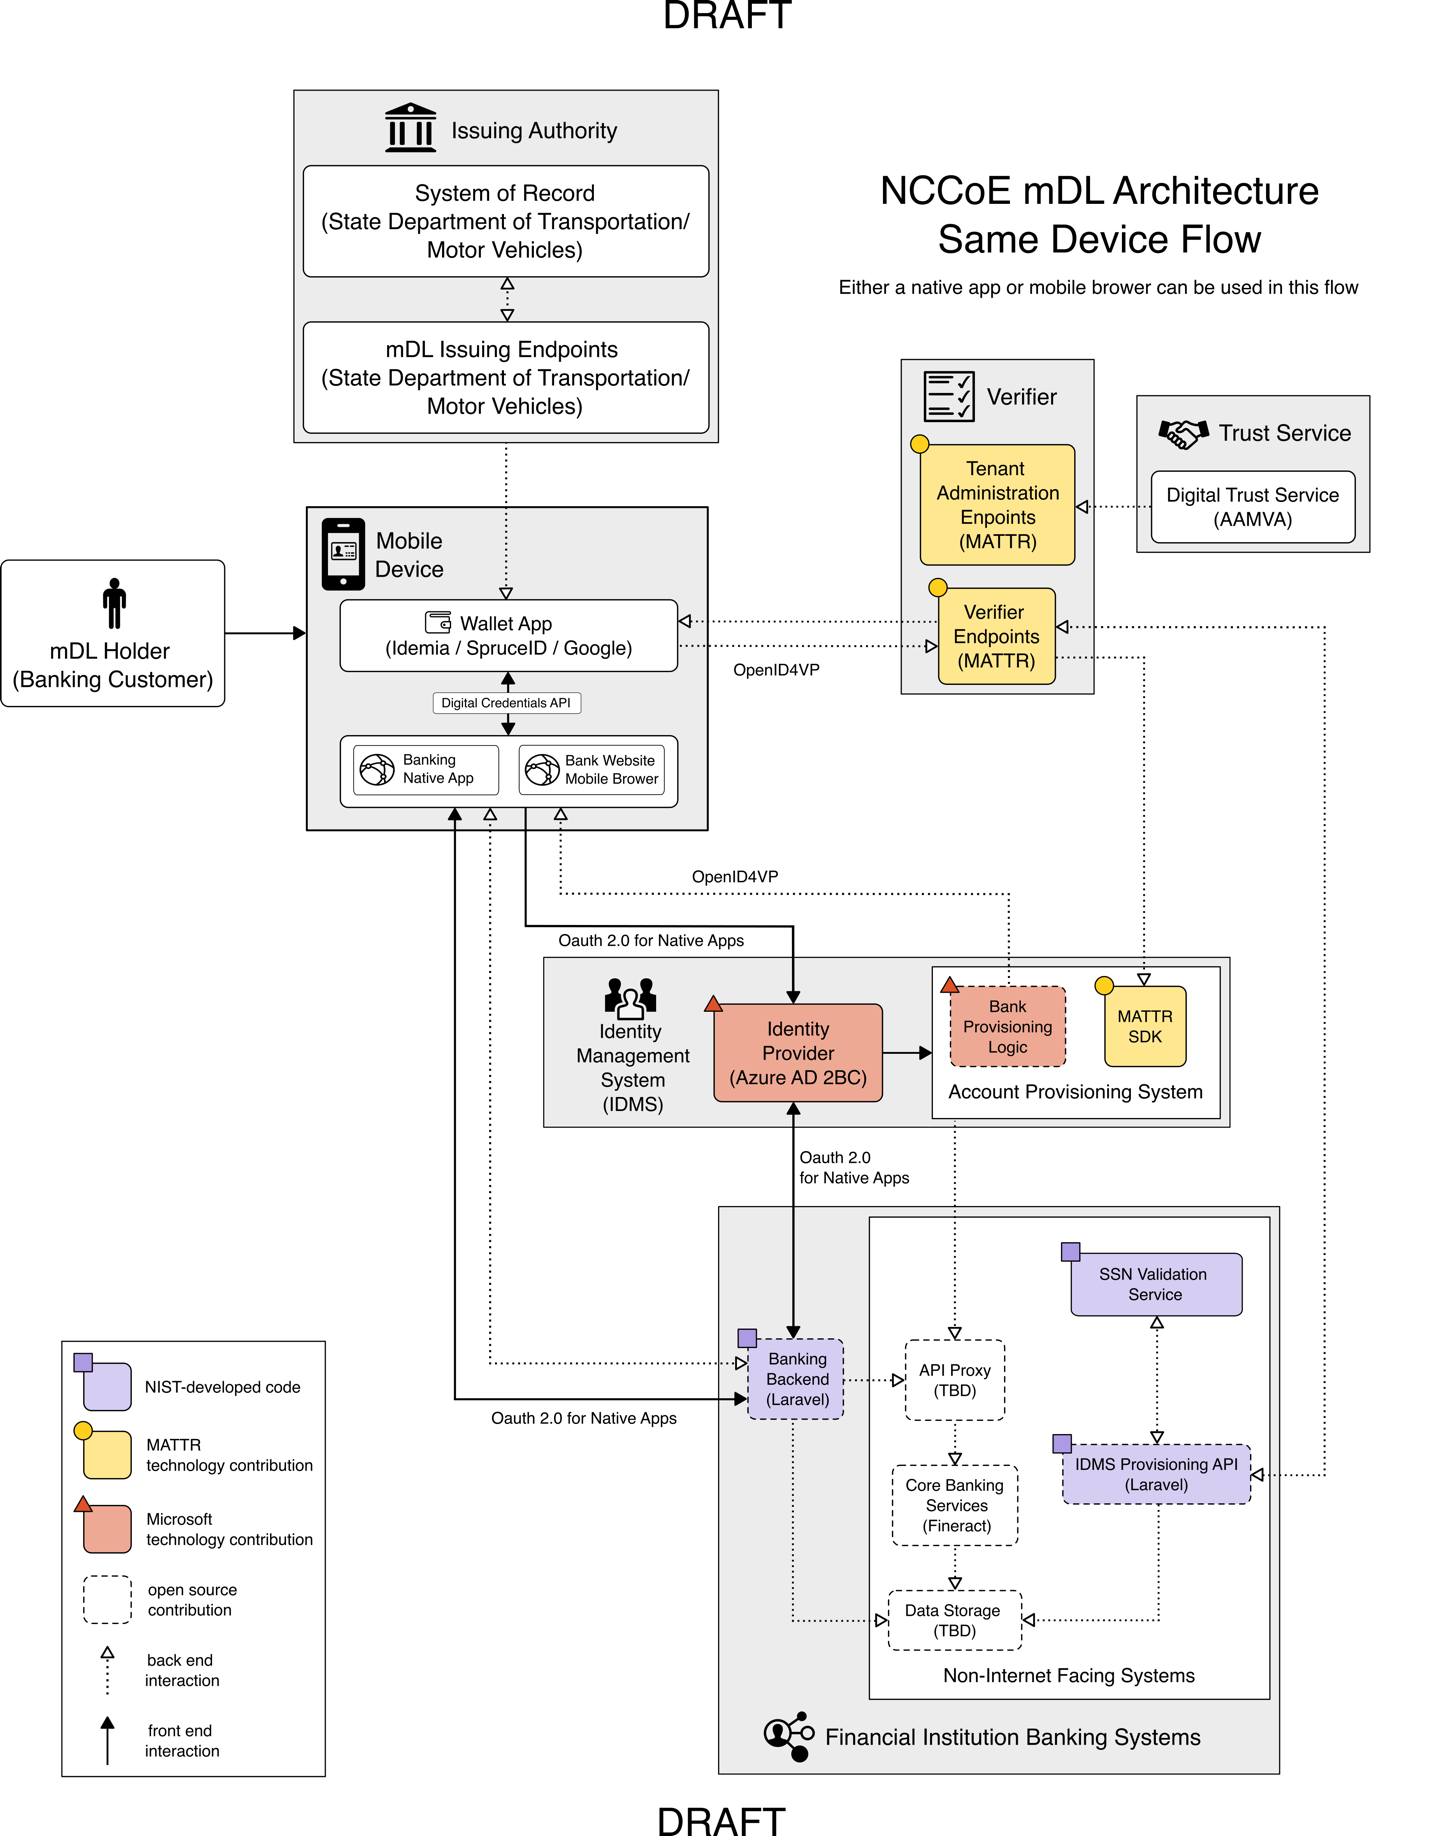 DRAFT
Issuing Authority
System of Record
(State Department of Transportation/
Motor Vehicles)
mDL Issuing Endpoints
(State Department of Transportation/
Motor Vehicles)
NCCoE mDL Architecture
Same Device Flow
Either a native app or mobile brower can be used in this flow
Verifier
Tenant
Administration
Enpoints
(MATTR)
Verifier
Endpoints
(MATTR)
Trust Service
Digital Trust Service
(AAMVA)
mDL Holder
(Banking Customer)
Mobile
Device
Wallet App
(Idemia / SpruceID / Google)
Digital Credentials API
Banking
Native App
Bank Website
Mobile Brower
OpenID4VP
OpenID4VP
Oauth 2.0 for Native Apps
Identity
Management
System
(IDMS)
Identity
Provider
(Azure AD 2BC)
Bank
Provisioning
Logic
MATTR
SDK
Account Provisioning System
Oauth 2.0
for Native Apps
SSN Validation
Service
Banking
Backend
(Laravel)
API Proxy
(TBD)
Oauth 2.0 for Native Apps
Core Banking
Services
(Fineract)
IDMS Provisioning API
(Laravel)
Data Storage
(TBD)
Non-Internet Facing Systems
Financial Institution Banking Systems
NIST-developed code
MATTR
technology contribution
Microsoft
technology contribution
open source
contribution
back end
interaction
front end
interaction
DRAFT